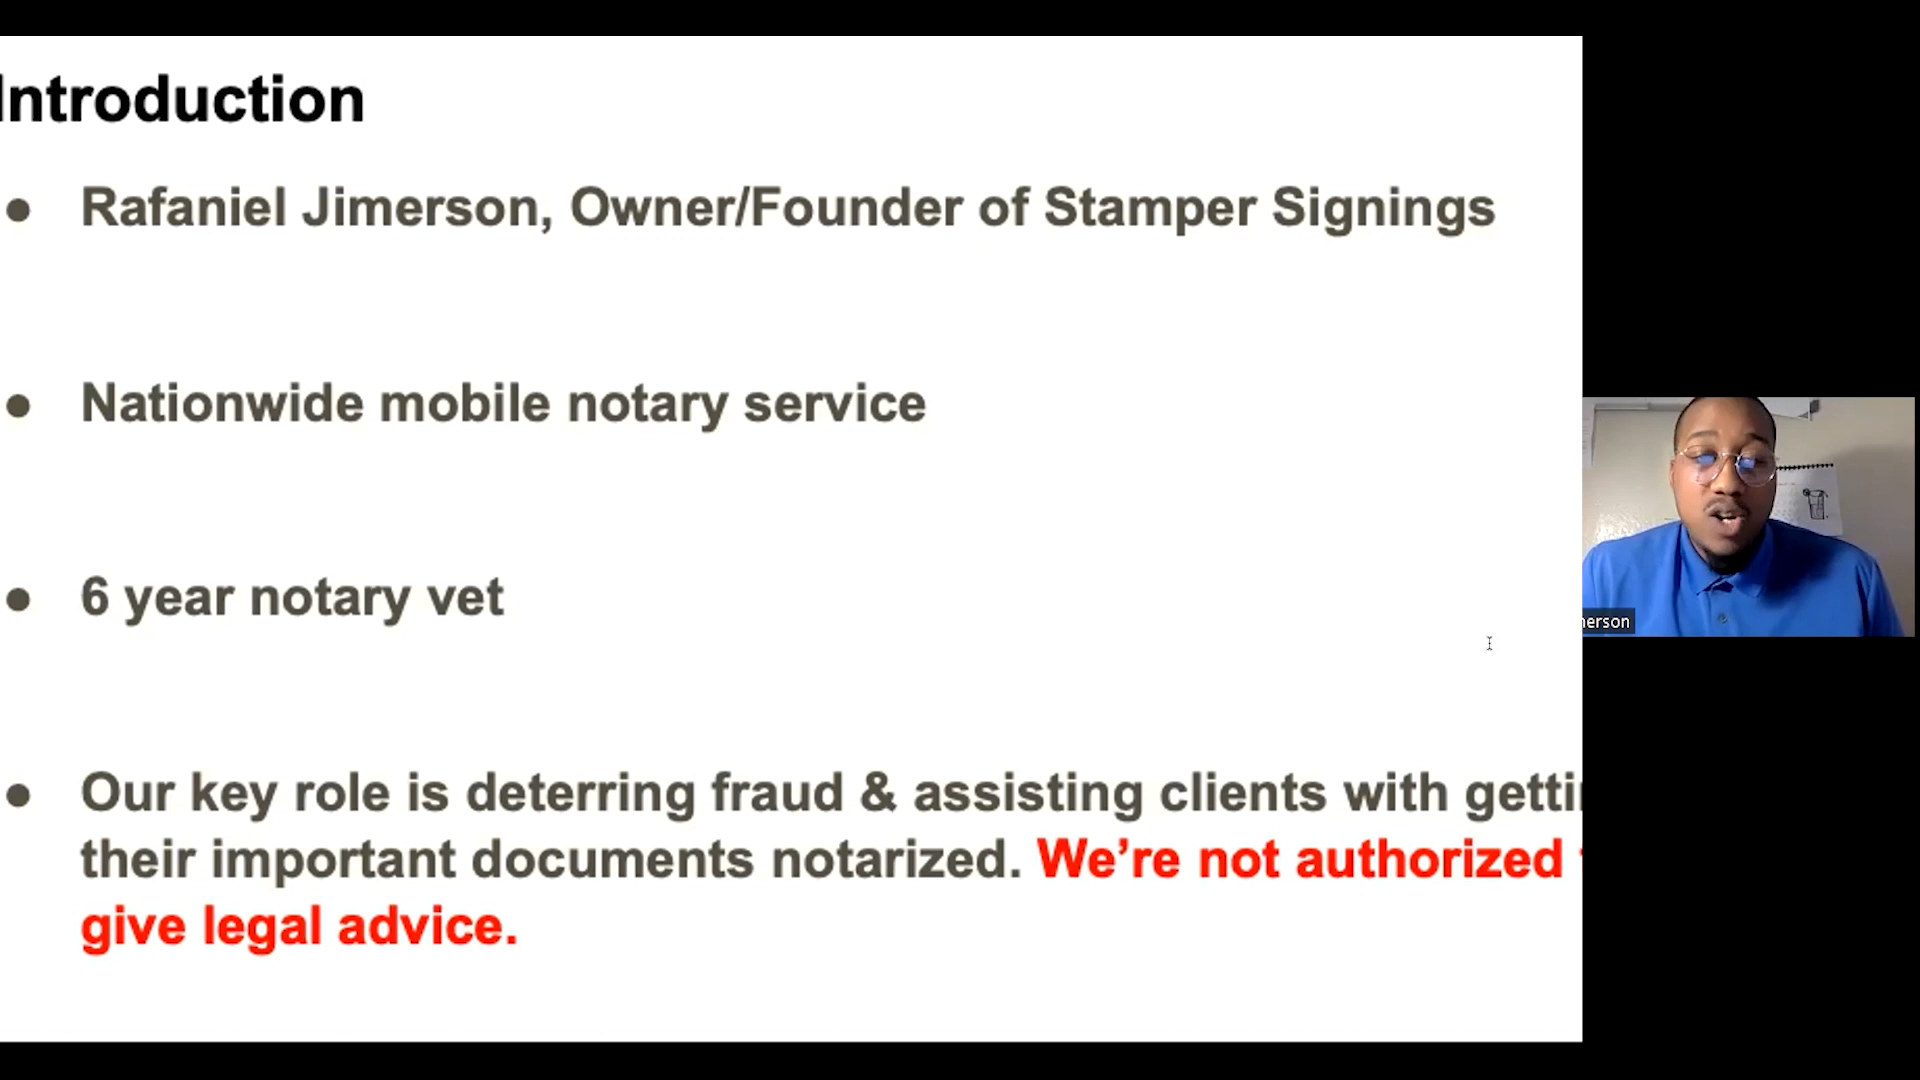 Introduction
● Rafaniel Jimerson, Owner/Founder of Stamper Signings
● Nationwide mobile notary service
● 6 year notary vet
● Our key role is deterring fraud & assisting clients with getti
their important documents notarized. We’re not authorized
give legal advice.
nerson